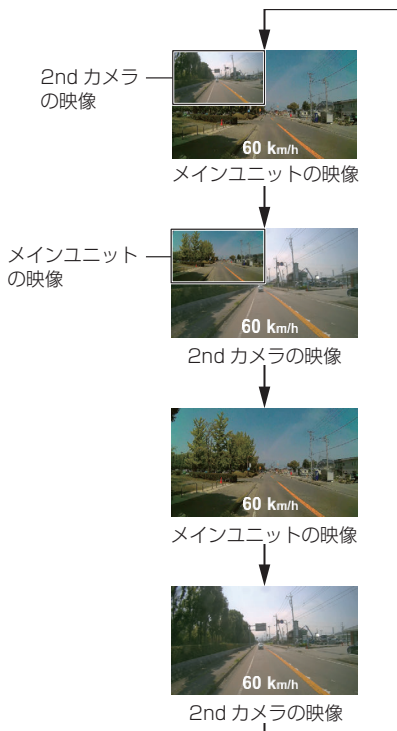 2nd カメラ
の映像
60 km/h
メインユニットの映像
メインユニット
の映像
60 km/h
2nd カメラの映像
60 km/h
メインユニットの映像
60 km/h
2nd カメラの映像